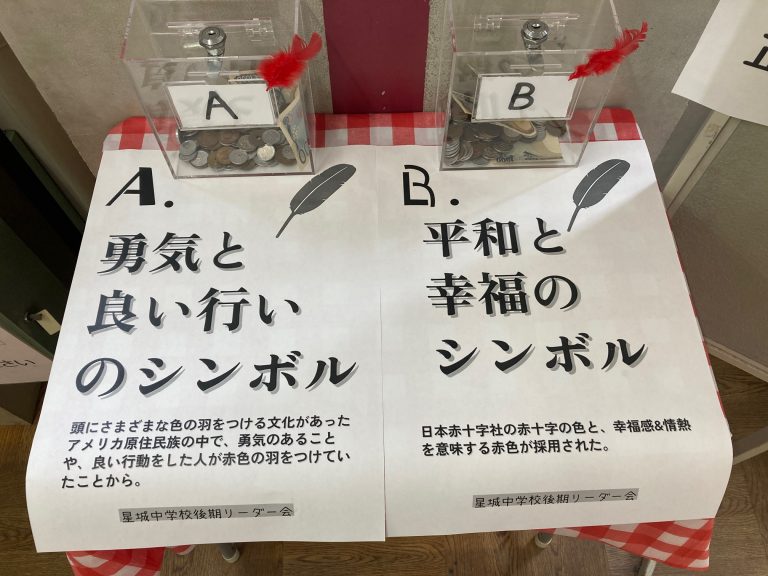 A
B
A.
勇気と
良い行い
のシンボル
頭にさまざまな色の羽をつける文化があった
アメリカ原住民族の中で、勇気のあること
や、良い行動をした人が赤色の羽をつけてい
たことから。
星城中学校後期リーダー会
B.
平和と
幸福の
シンボル
日本赤十字社の赤十字の色と、幸福感&情熱
を意味する赤色が採用された。
星城中学校後期リーダー会
さい